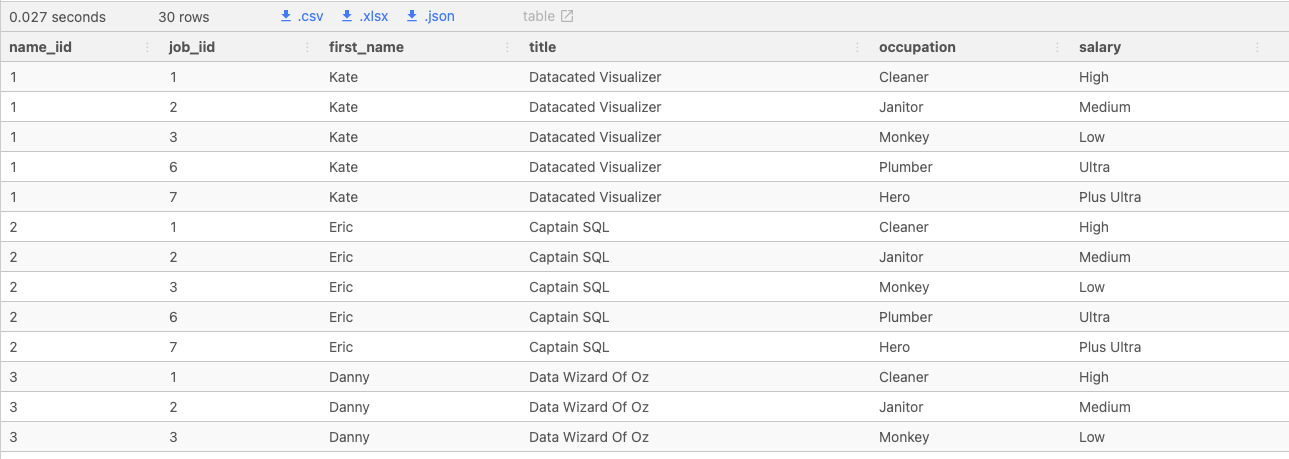 0.027 seconds 30 rows .csv .xlsx .json table
name_iid job_iid first_name title occupation salary
1 1 Kate Datacated Visualizer Cleaner High
1 2 Kate Datacated Visualizer Janitor Medium
1 3 Kate Datacated Visualizer Monkey Low
1 6 Kate Datacated Visualizer Plumber Ultra
1 7 Kate Datacated Visualizer Hero Plus Ultra
2 1 Eric Captain SQL Cleaner High
2 2 Eric Captain SQL Janitor Medium
2 3 Eric Captain SQL Monkey Low
2 6 Eric Captain SQL Plumber Ultra
2 7 Eric Captain SQL Hero Plus Ultra
3 1 Danny Data Wizard Of Oz Cleaner High
3 2 Danny Data Wizard Of Oz Janitor Medium
3 3 Danny Data Wizard Of Oz Monkey Low